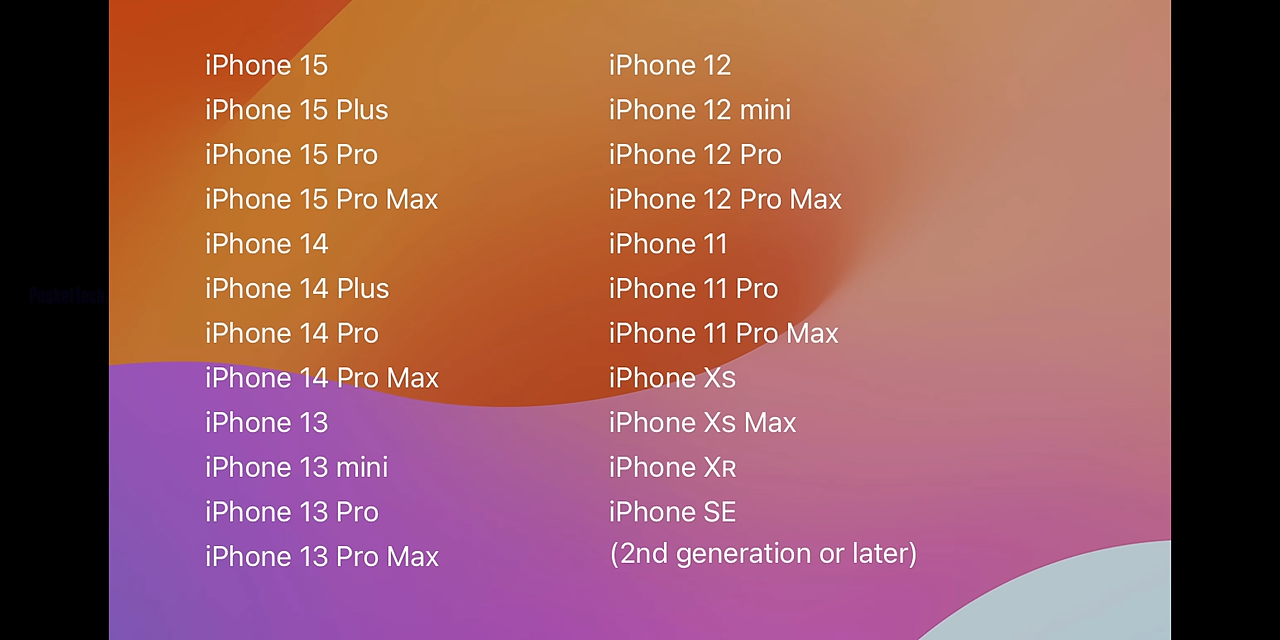 iPhone 15
iPhone 15 Plus
iPhone 15 Pro
iPhone 15 Pro Max
iPhone 14
iPhone 14 Plus
iPhone 14 Pro
iPhone 14 Pro Max
iPhone 13
iPhone 13 mini
iPhone 13 Pro
iPhone 13 Pro Max
iPhone 12
iPhone 12 mini
iPhone 12 Pro
iPhone 12 Pro Max
iPhone 11
iPhone 11 Pro
iPhone 11 Pro Max
iPhone Xs
iPhone Xs Max
iPhone XR
iPhone SE
(2nd generation or later)